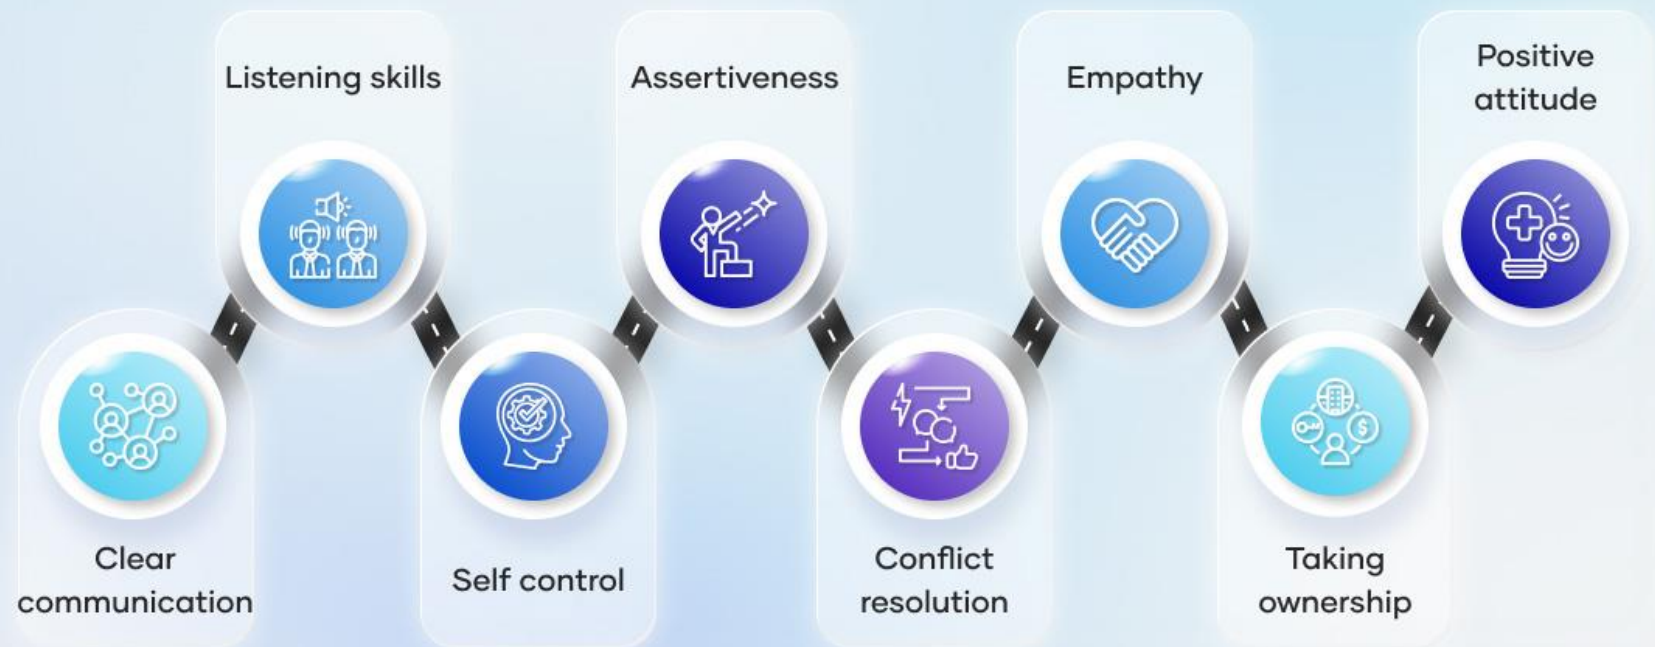 Clear
communication
Listening skills
Self control
Assertiveness
Conflict
resolution
Empathy
Taking
ownership
Positive
attitude